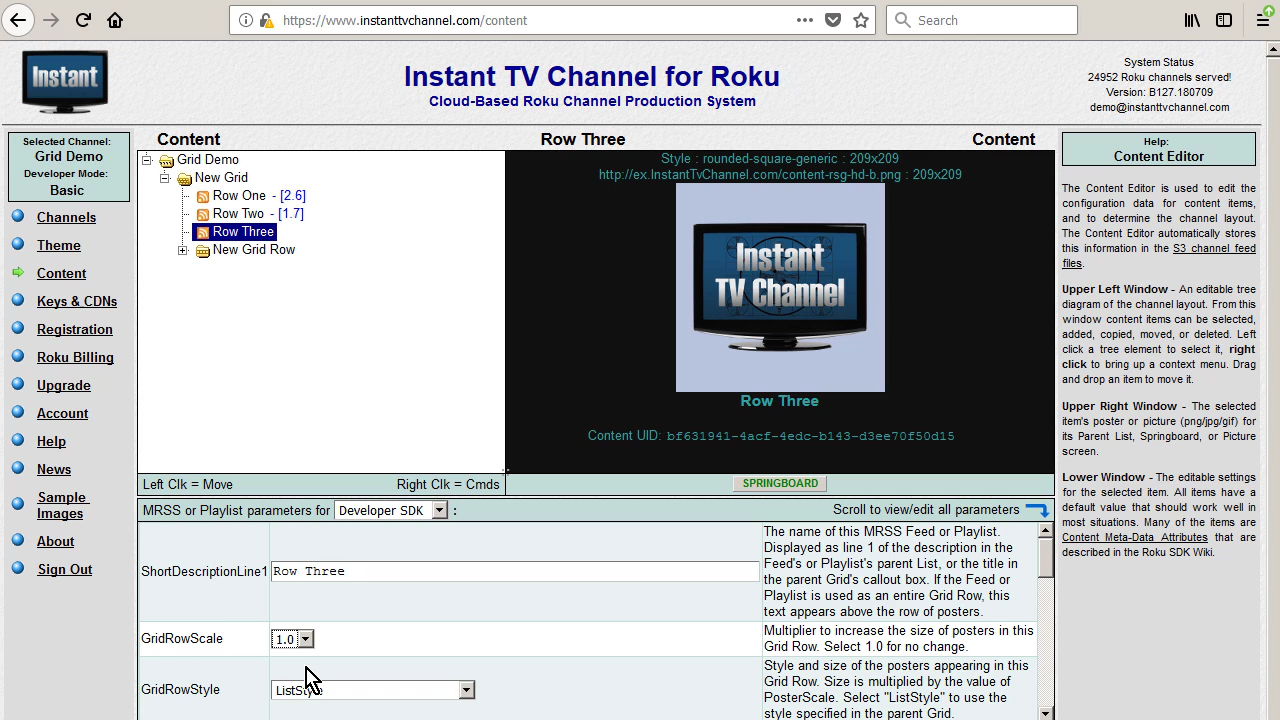 https://www.instanttvchannel.com/content
Search
Instant
Instant TV Channel for Roku
Cloud-Based Roku Channel Production System
System Status
24952 Roku channels served!
Version: B127.180709
demo@instanttvchannel.com
Selected Channel:
Grid Demo
Developer Mode:
Basic
Channels
Theme
Content
Keys & CDNs
Registration
Roku Billing
Upgrade
Account
Help
News
Sample
Images
About
Sign Out
Content
Row Three
Content
Grid Demo
New Grid
Row One - [2.6]
Row Two - [1.7]
Row Three
New Grid Row
Style : rounded-square-generic : 209x209
http://ex.InstantTvChannel.com/content-rsg-hd-b.png : 209x209
Instant
TV Channel
Row Three
Content UID: bf631941-4acf-4edc-b143-d3ee70f50d15
Left Clk = Move
Right Clk = Cmds
SPRINGBOARD
MRSS or Playlist parameters for Developer SDK :
Scroll to view/edit all parameters
ShortDescriptionLine1
Row Three
The name of this MRSS Feed or Playlist.
Displayed as line 1 of the description in the
Feed's or Playlist's parent List, or the title in
the parent Grid's callout box. If the Feed or
Playlist is used as an entire Grid Row, this
text appears above the row of posters.
GridRowScale
1.0
Multiplier to increase the size of posters in this
Grid Row. Select 1.0 for no change.
GridRowStyle
ListStyle
Style and size of the posters appearing in this
Grid Row. Size is multiplied by the value of
PosterScale. Select "ListStyle" to use the
style specified in the parent Grid.
Help:
Content Editor
The Content Editor is used to edit the
configuration data for content items,
and to determine the channel layout.
The Content Editor automatically stores
this information in the S3 channel feed
files.
Upper Left Window - An editable tree
diagram of the channel layout. From this
window content items can be selected,
added, copied, moved, or deleted. Left
click a tree element to select it, right
click to bring up a context menu. Drag
and drop an item to move it.
Upper Right Window - The selected
item's poster or picture (png/jpg/gif) for
its Parent List, Springboard, or Picture
screen.
Lower Window - The editable settings
for the selected item. All items have a
default value that should work well in
most situations. Many of the items are
Content Meta-Data Attributes that are
described in the Roku SDK Wiki.